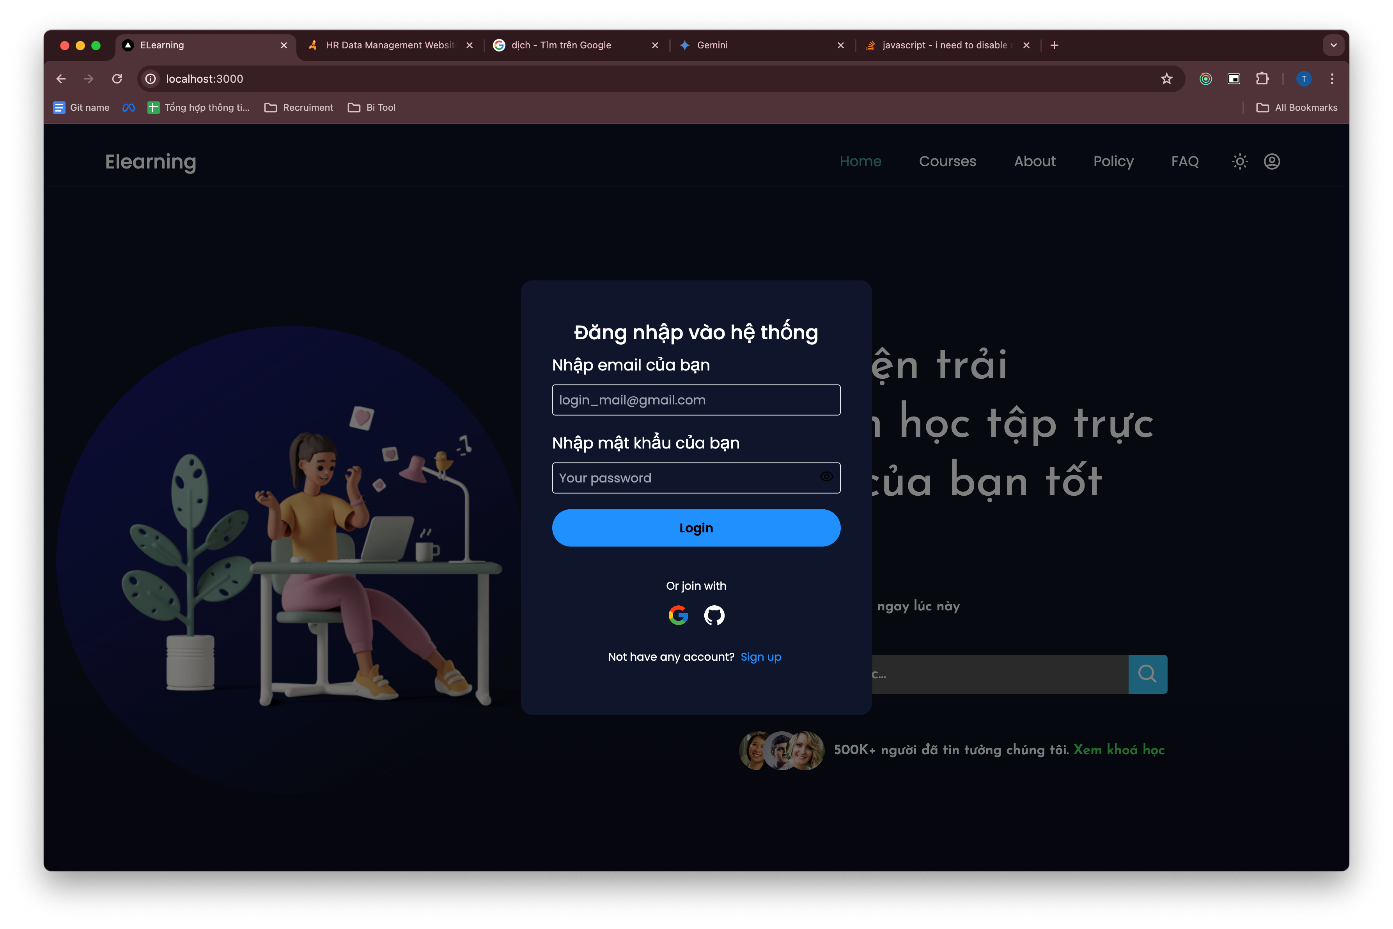 ELearning
HR Data Management Websit
dịch - Tìm trên Google
Gemini
javascript - i need to disable
localhost:3000
T
Git name
Tổng hợp thông ti...
Recruiment
Bi Tool
All Bookmarks
Elearning
Home
Courses
About
Policy
FAQ
Đăng nhập vào hệ thống
Nhập email của bạn
login_mail@gmail.com
Nhập mật khẩu của bạn
Your password
Login
Or join with
Not have any account? Sign up
ện trải
học tập trực
của bạn tốt
ngay lúc này
c...
500K+ người đã tin tưởng chúng tôi. Xem khoá học